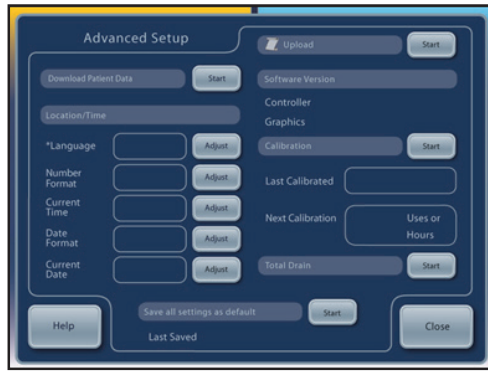 Advanced Setup
Download Patient Data
Start
Location/Time
*Language
Adjust
Number
Format
Adjust
Current
Time
Adjust
Date
Format
Adjust
Current
Date
Adjust
Upload
Start
Software Version
Controller
Graphics
Calibration
Start
Last Calibrated
Next Calibration
Uses or
Hours
Total Drain
Start
Save all settings as default
Start
Last Saved
Help
Close